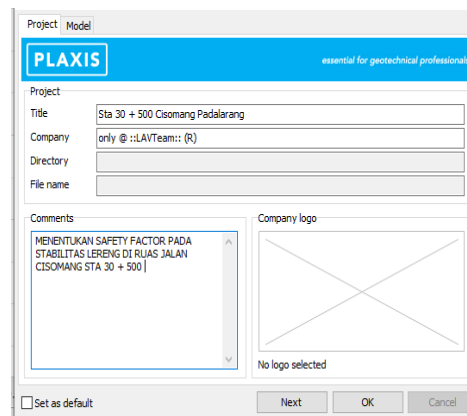 Project Model
PLAXIS
essential for geotechnical professionals
Project
Title Sta 30 + 500 Cisomang Padalarang
Company only @ ::LAVTeam:: (R)
Directory
File name
Comments
MENENTUKAN SAFETY FACTOR PADA
STABILITAS LERENG DI RUAS JALAN
CISOMANG STA 30 + 500
Company logo
No logo selected
Set as default
Next OK Cancel